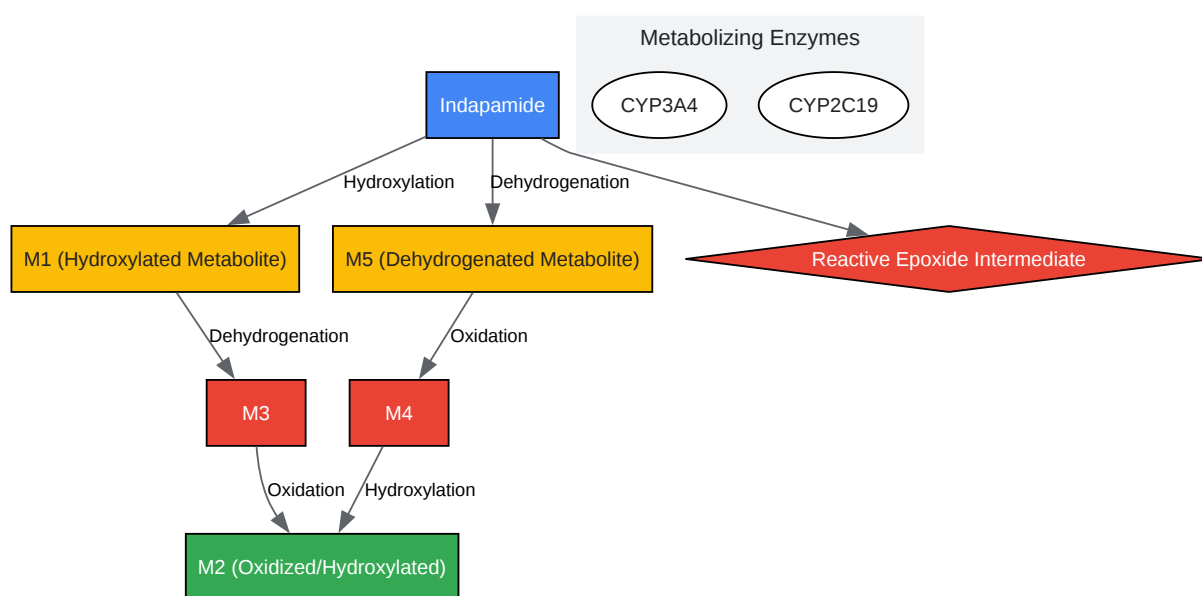 Metabolizing Enzymes
Indapamide
CYP3A4
CYP2C19
Hydroxylation
Dehydrogenation
M1 (Hydroxylated Metabolite)
M5 (Dehydrogenated Metabolite)
Reactive Epoxide Intermediate
Dehydrogenation
Oxidation
M3
M4
Oxidation
Hydroxylation
M2 (Oxidized/Hydroxylated)